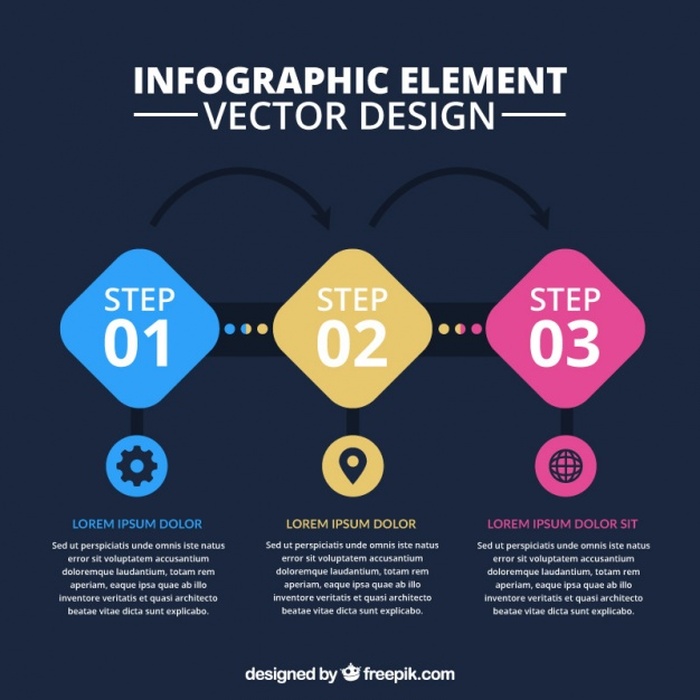 INFOGRAPHIC ELEMENT
VECTOR DESIGN
STEP
01
STEP
02
STEP
03
LOREM IPSUM DOLOR
Sed ut perspiciatis unde omnis iste natus
error sit voluptatem accusantium
doloremque laudantium, totam rem
aperiam, eaque ipsa quae ab illo
inventore veritatis et quasi architecto
beatae vitae dicta sunt explicabo.
LOREM IPSUM DOLOR
Sed ut perspiciatis unde omnis iste natus
error sit voluptatem accusantium
doloremque laudantium, totam rem
aperiam, eaque ipsa quae ab illo
inventore veritatis et quasi architecto
beatae vitae dicta sunt explicabo.
LOREM IPSUM DOLOR SIT
Sed ut perspiciatis unde omnis iste natus
error sit voluptatem accusantium
doloremque laudantium, totam rem
aperiam, eaque ipsa quae ab illo
inventore veritatis et quasi architecto
beatae vitae dicta sunt explicabo.
designed by freepik.com